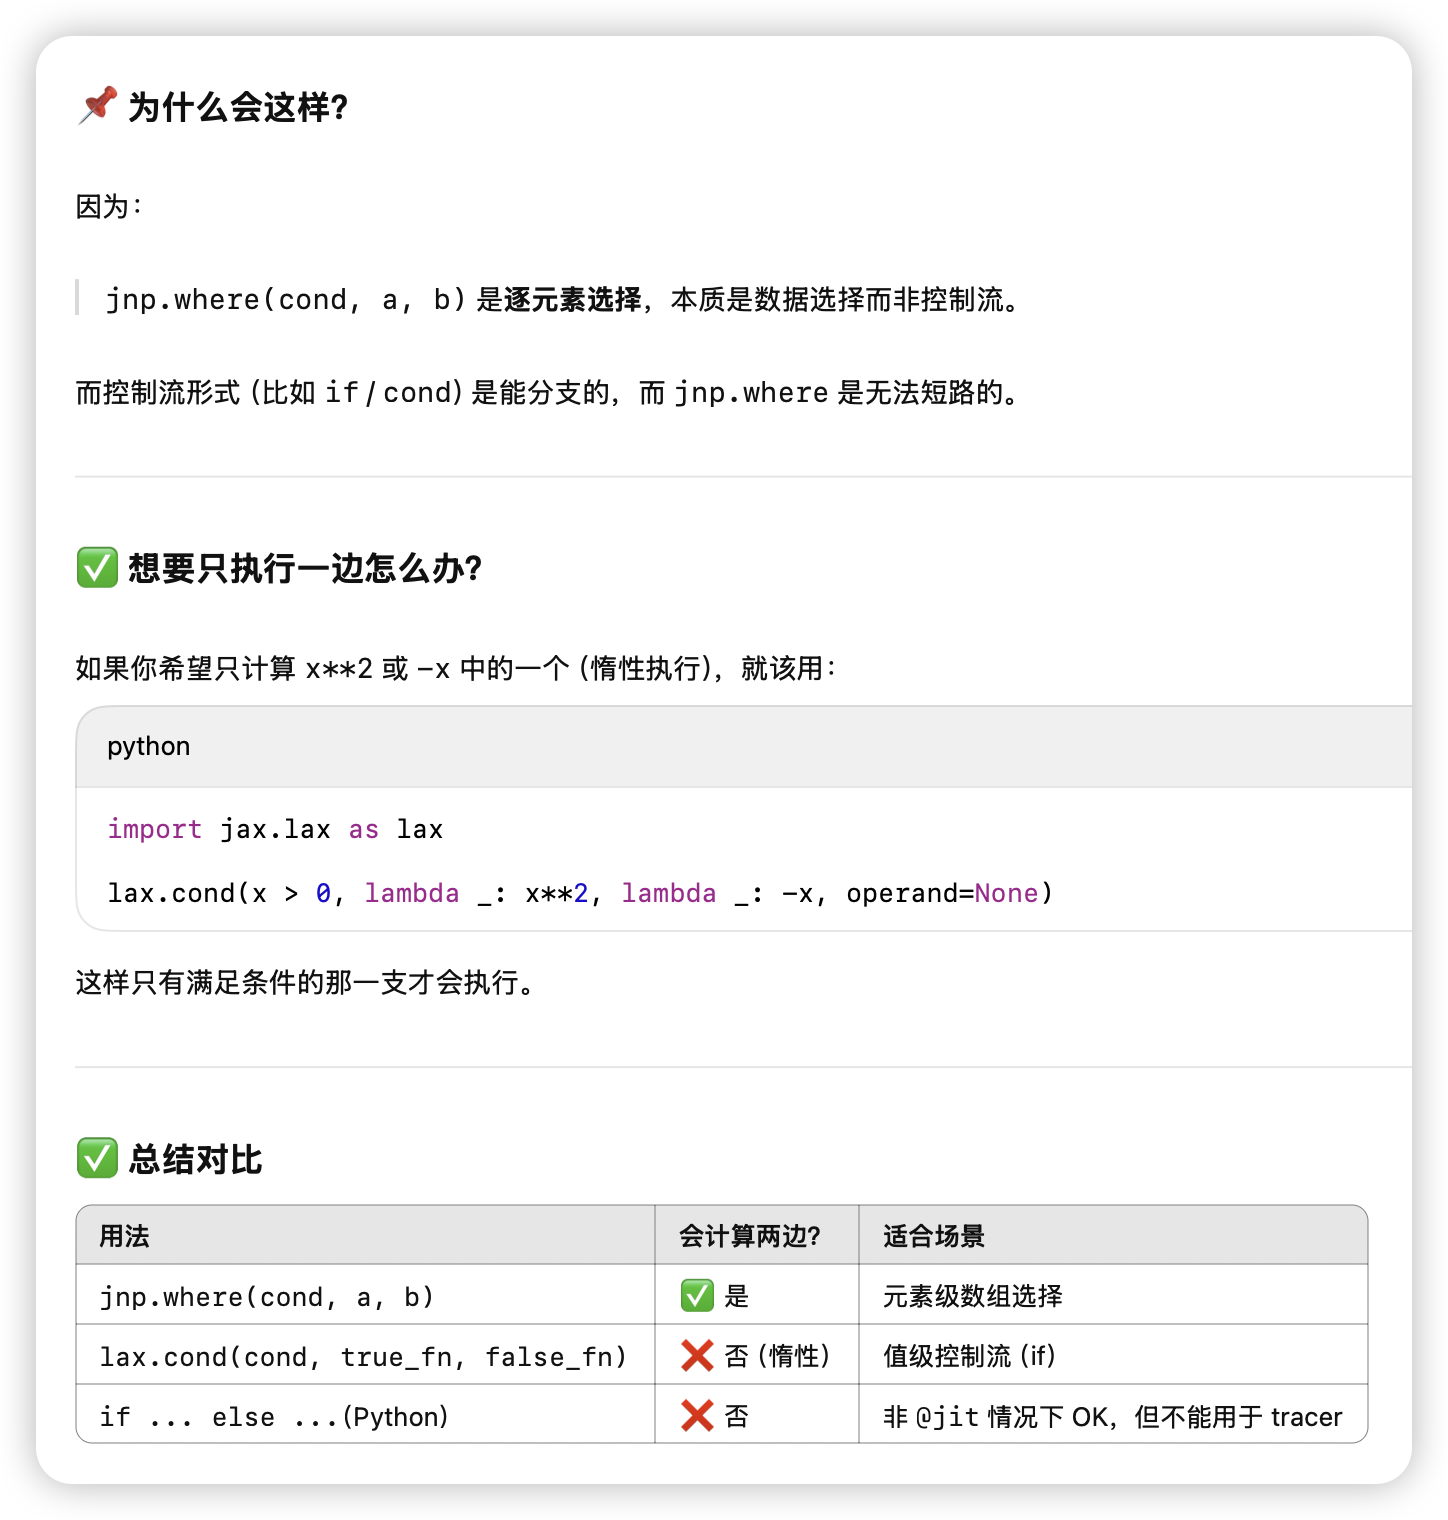 📌 为什么会这样？
因为：
jnp.where(cond, a, b) 是逐元素选择，本质是数据选择而非控制流。
而控制流形式（比如 if / cond）是能分支的，而 jnp.where 是无法短路的。
✅ 想要只执行一边怎么办？
如果你希望只计算 x**2 或 -x 中的一个（惰性执行），就该用：
python
import jax.lax as lax
lax.cond(x > 0, lambda _: x**2, lambda _: -x, operand=None)
这样只有满足条件的那一支才会执行。
✅ 总结对比
用法 会计算两边？ 适合场景
jnp.where(cond, a, b) ✅ 是 元素级数组选择
lax.cond(cond, true_fn, false_fn) ❌ 否（惰性） 值级控制流（if）
if ... else ...(Python) ❌ 否 非 @jit 情况下 OK，但不能用于 tracer